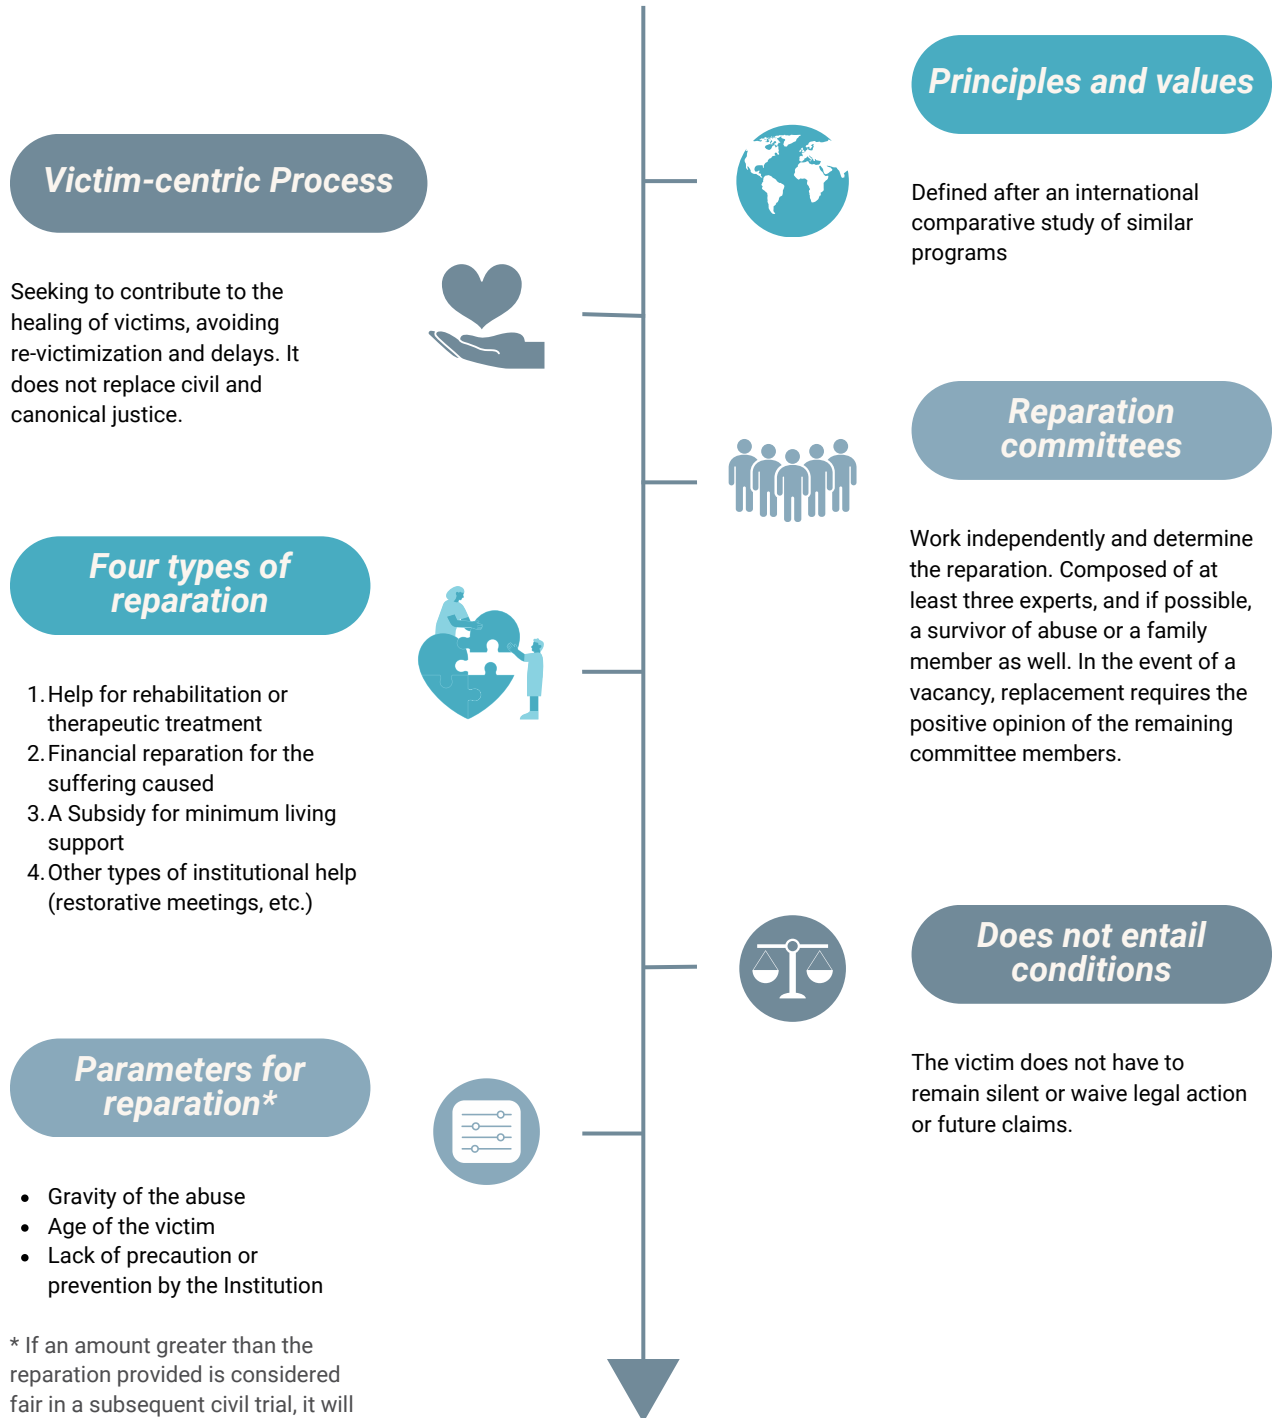 Principles and values
Defined after an international
comparative study of similar
programs
Victim-centric Process
Seeking to contribute to the
healing of victims, avoiding
re-victimization and delays. It
does not replace civil and
canonical justice.
Reparation
committees
Work independently and determine
the reparation. Composed of at
least three experts, and if possible,
a survivor of abuse or a family
member as well. In the event of a
vacancy, replacement requires the
positive opinion of the remaining
committee members.
Four types of
reparation
1. Help for rehabilitation or
therapeutic treatment
2. Financial reparation for the
suffering caused
3. A Subsidy for minimum living
support
4. Other types of institutional help
(restorative meetings, etc.)
Does not entail
conditions
The victim does not have to
remain silent or waive legal action
or future claims.
Parameters for
reparation*
• Gravity of the abuse
• Age of the victim
• Lack of precaution or
prevention by the Institution
* If an amount greater than the
reparation provided is considered
fair in a subsequent civil trial, it will